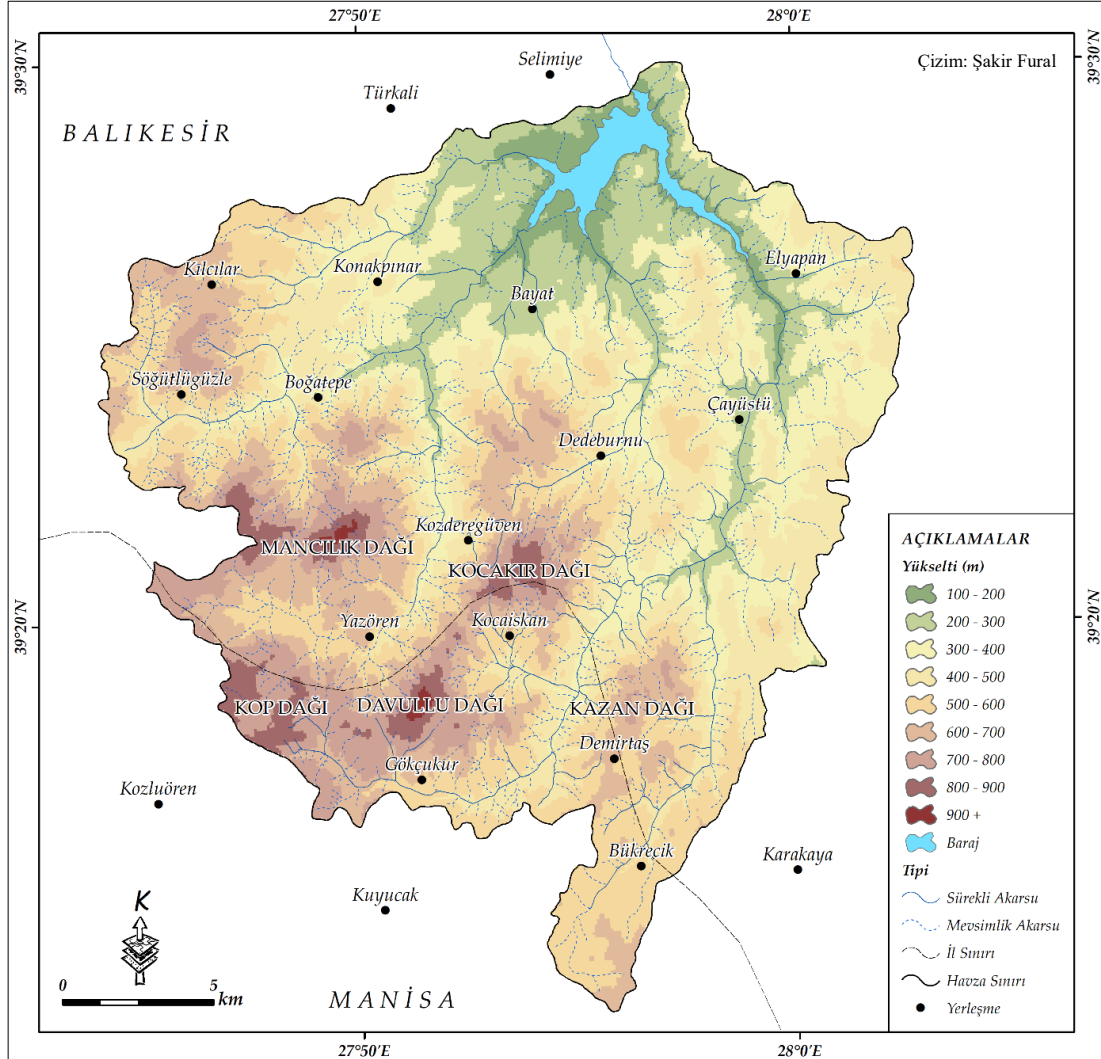 27°50'E
28°0'E
39°30'N
39°30'N
Selimiye
Çizim: Şakir Fural
Türkali
BALIKESİR
Kılcılar
Konakpınar
Elyapan
Bayat
Söğütlügüzle
Boğatepe
Çayüstü
Dedeburnu
Kozderegüven
MANCILIK DAĞI
KOCAKIR DAĞI
39°20'N
39°20'N
Yazören
Kocaiskan
KOP DAĞI
DAVULLU DAĞI
KAZAN DAĞI
Demirtaş
Gökçukur
Kozluören
Bükrecik
Karakaya
Kuyucak
K
0 5
km
MANİSA
AÇIKLAMALAR
Yükselti (m)
100 - 200
200 - 300
300 - 400
400 - 500
500 - 600
600 - 700
700 - 800
800 - 900
900 +
Baraj
Tipi
Sürekli Akarsu
Mevsimlik Akarsu
İl Sınırı
Havza Sınırı
Yerleşme
27°50'E
28°0'E